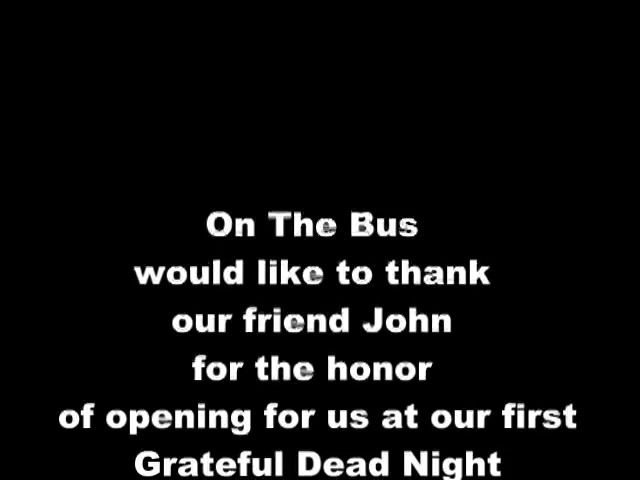 On The Bus
would like to thank
our friend John
for the honor
of opening for us at our first
Grateful Dead Night